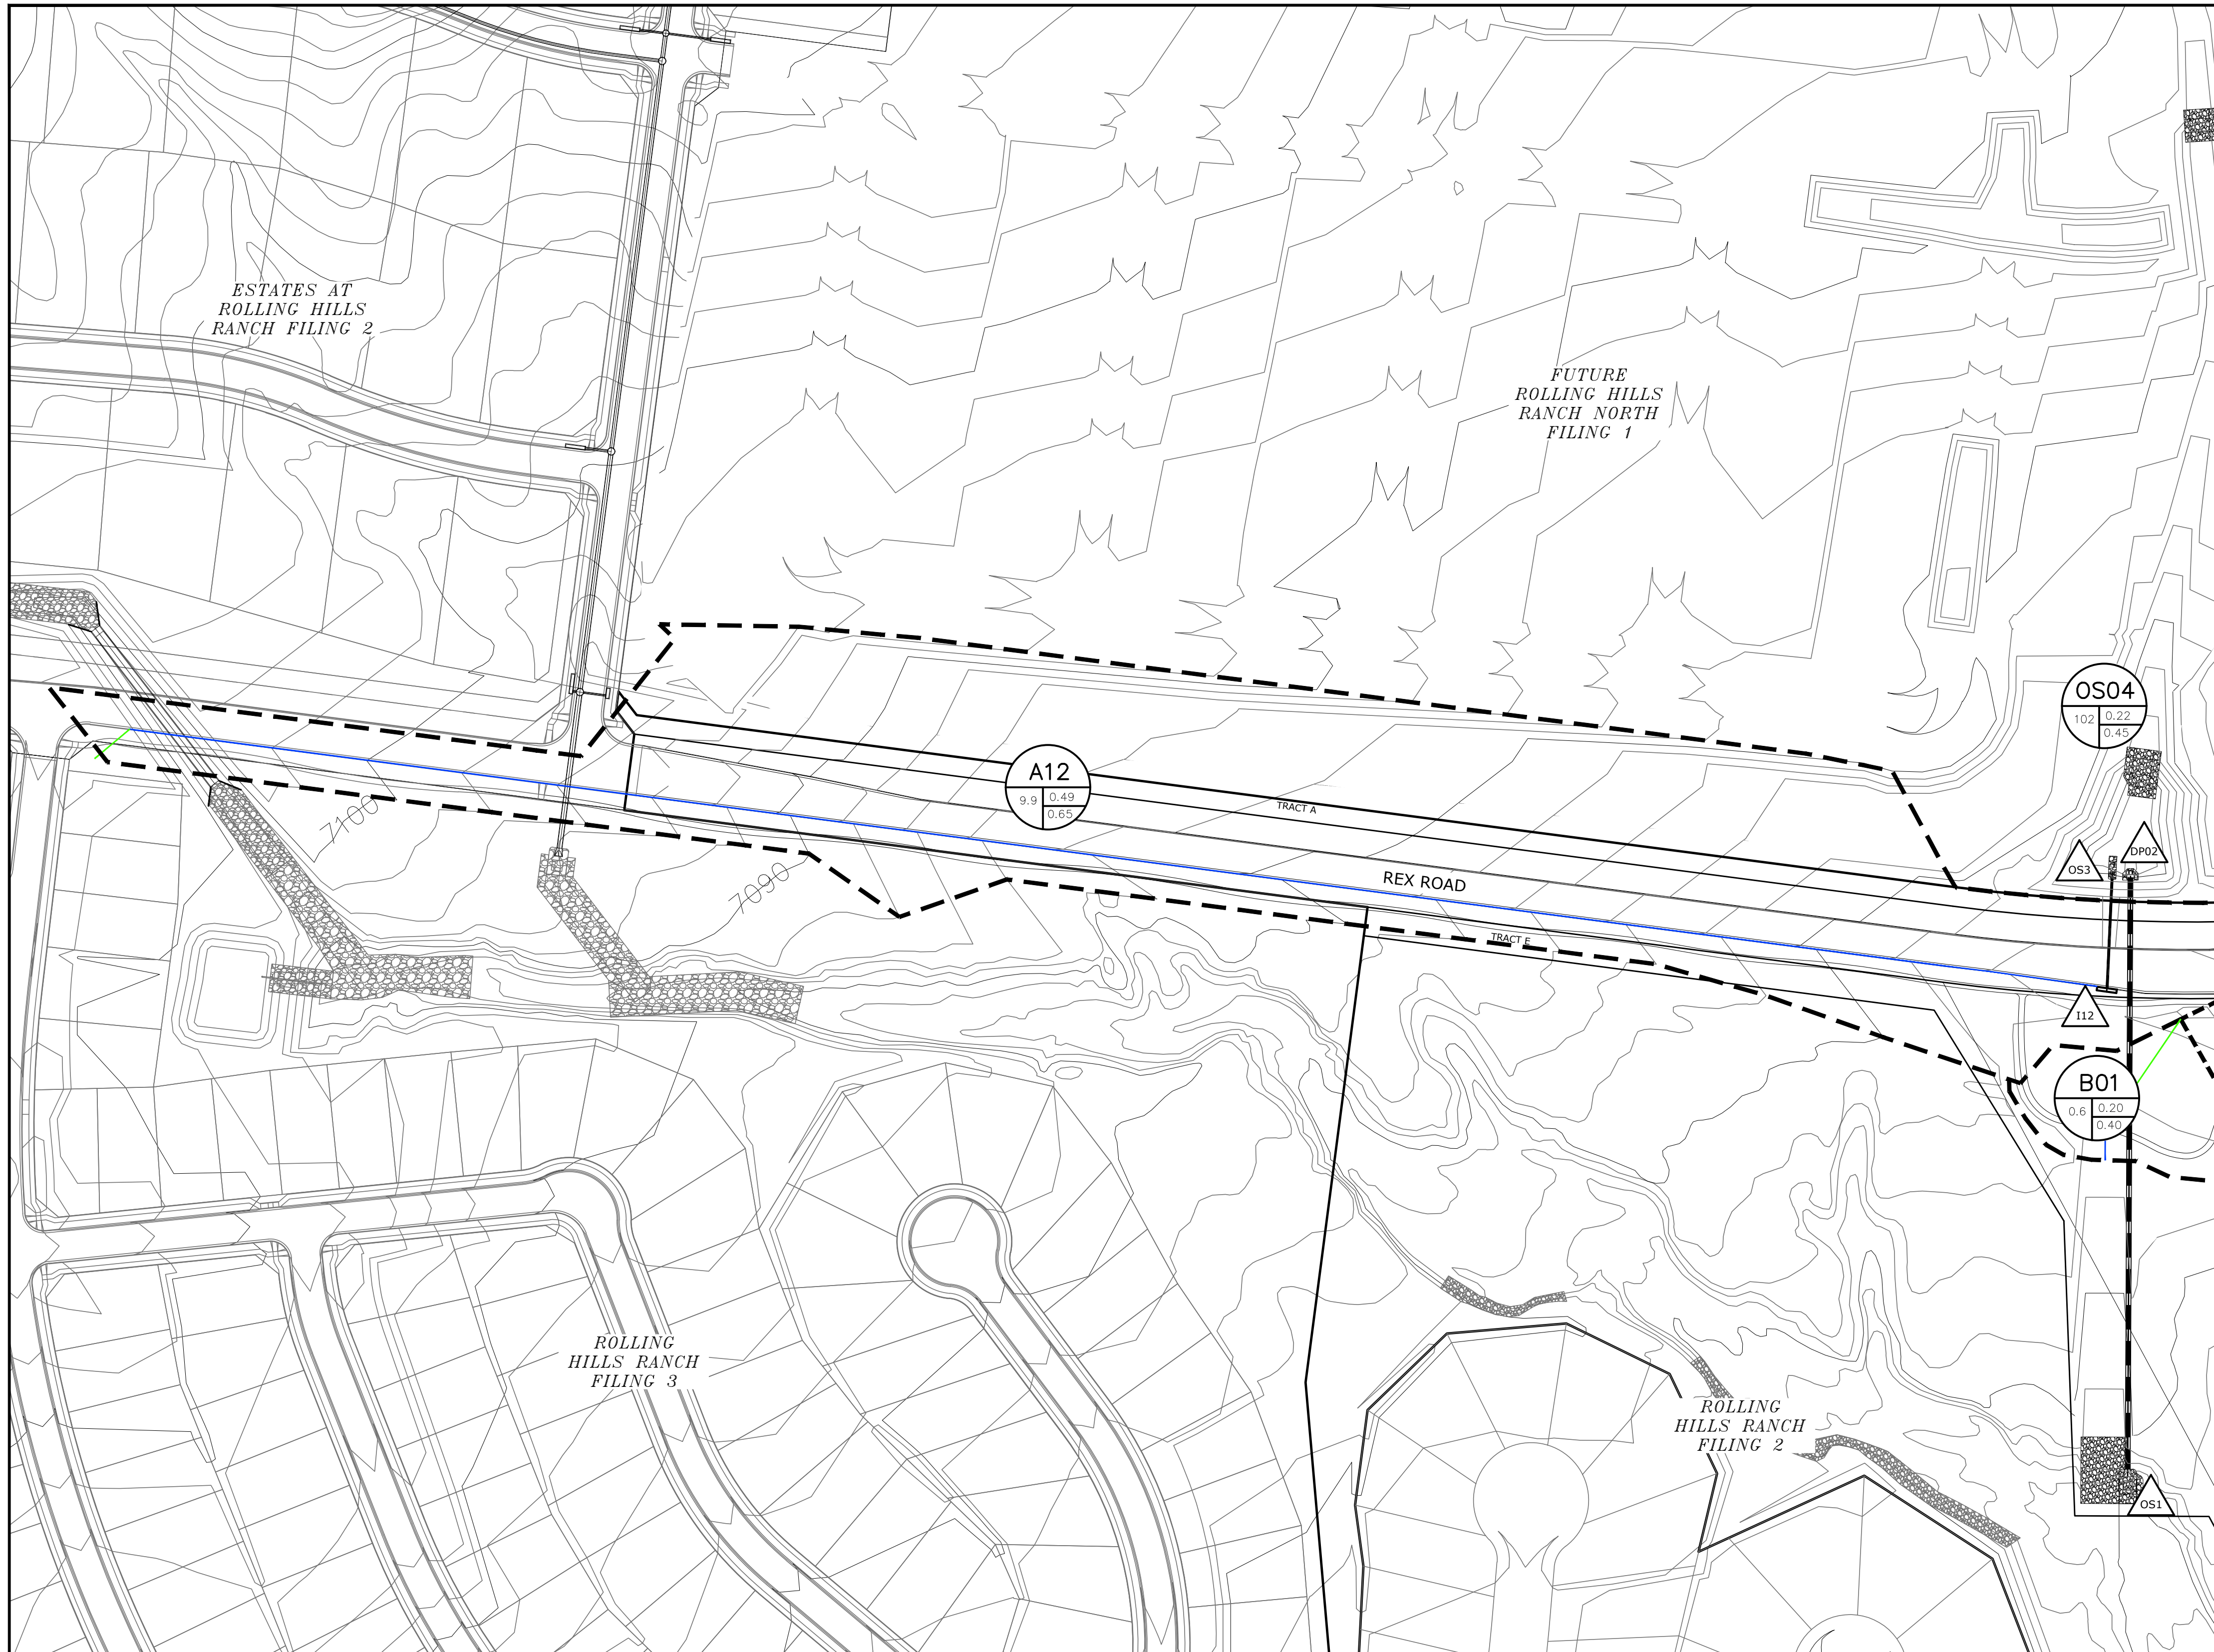 ESTATES AT
ROLLING HILLS
RANCH FILING 2
FUTURE
ROLLING HILLS
RANCH NORTH
FILING 1
OS04
102
0.22
0.45
A12
9.9
0.49
0.65
TRACT A
7100
7090
REX ROAD
TRACT E
OS3
DP02
I12
B01
0.6
0.20
0.40
ROLLING
HILLS RANCH
FILING 3
ROLLING
HILLS RANCH
FILING 2
OS1